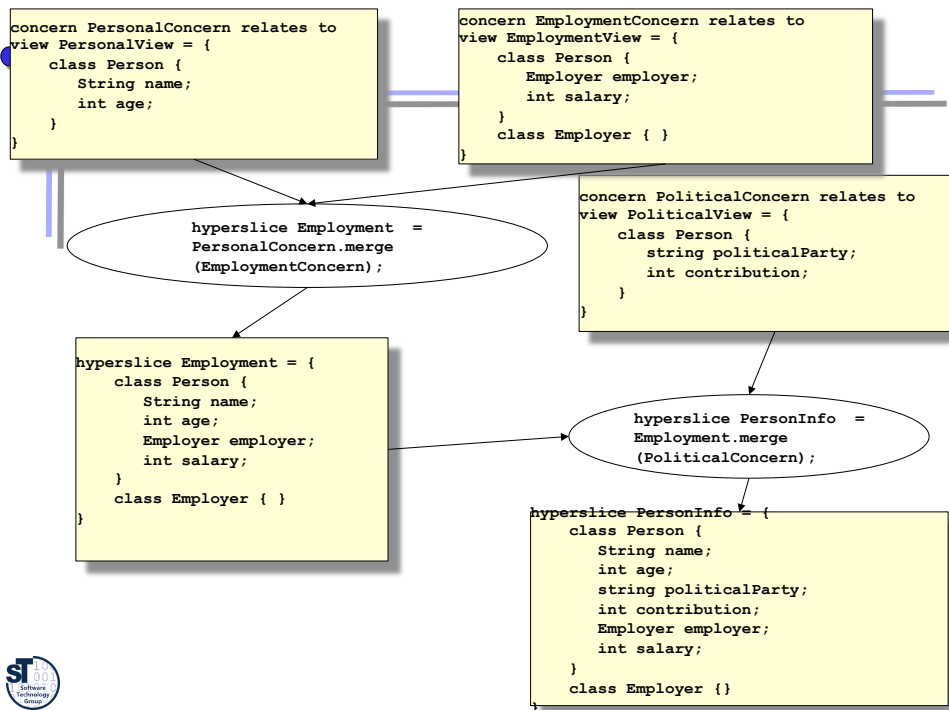 concern PersonalConcern relates to
view PersonalView = {
class Person {
String name;
int age;
}
}
concern EmploymentConcern relates to
view EmploymentView = {
class Person {
Employer employer;
int salary;
}
class Employer { }
}
concern PoliticalConcern relates to
view PoliticalView = {
class Person {
string politicalParty;
int contribution;
}
}
hyperslice Employment =
PersonalConcern.merge
(EmploymentConcern);
hyperslice Employment = {
class Person {
String name;
int age;
Employer employer;
int salary;
}
class Employer { }
}
hyperslice PersonInfo =
Employment.merge
(PoliticalConcern);
hyperslice PersonInfo = {
class Person {
String name;
int age;
string politicalParty;
int contribution;
Employer employer;
int salary;
}
class Employer {}
}
ST
Software
Technology
Group